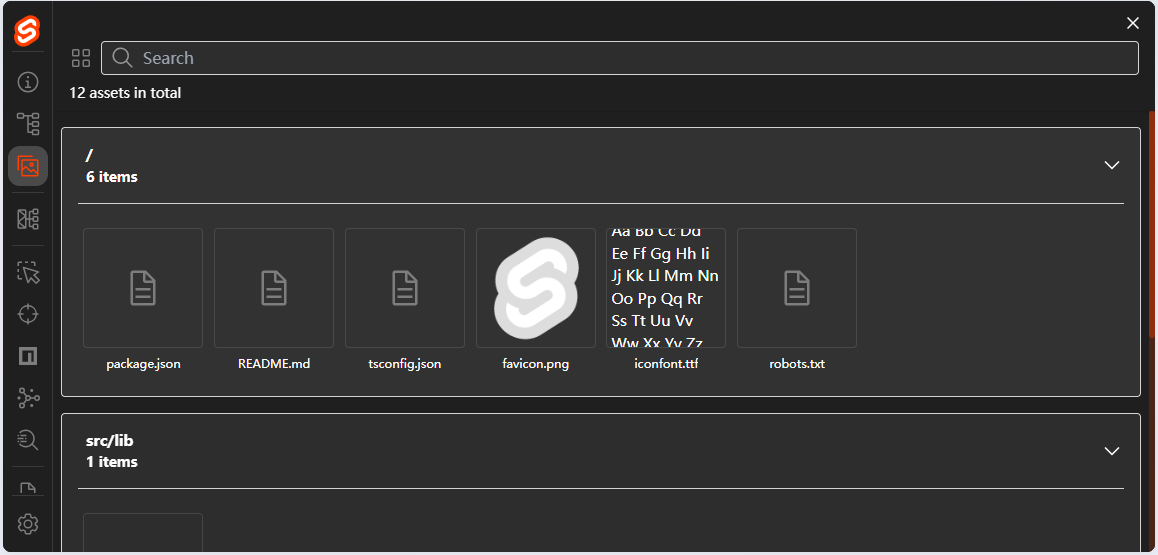 Search
12 assets in total
/
6 items
Aa Bb Cc Dd
Ee Ff Gg Hh Ii
Jj Kk Ll Mm Nn
Oo Pp Qq Rr
Ss Tt Uu Vv
Ww Xx Yy Zz
package.json
README.md
tsconfig.json
favicon.png
iconfont.ttf
robots.txt
src/lib
1 items